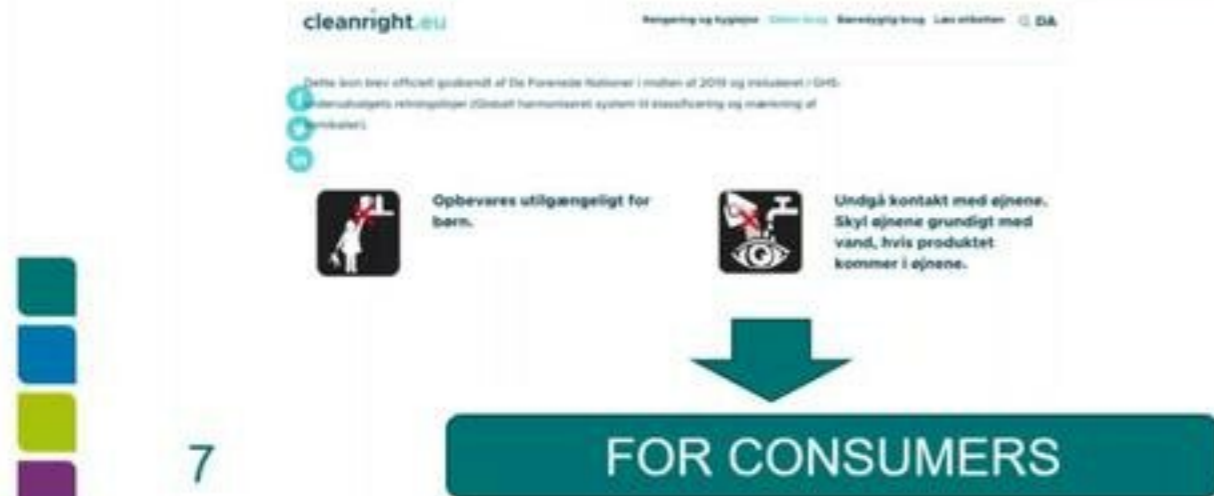 cleanright.eu
Rengøring og hygiejne Sikker brug Bæredygtig brug Læs etiketten DA
Dette ikon blev officielt godkendt af De Forenede Nationer i midten af 2019 og inkluderet i GHS-
underudvalgets retningslinjer (Globalt harmoniseret system til klassificering og mærkning af
kemikalier).
in
Opbevares utilgængeligt for
børn.
Undgå kontakt med øjnene.
Skyl øjnene grundigt med
vand, hvis produktet
kommer i øjnene.
7
FOR CONSUMERS